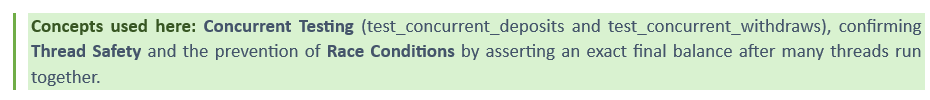 Concepts used here: Concurrent Testing (test_concurrent_deposits and test_concurrent_withdraws), confirming
Thread Safety and the prevention of Race Conditions by asserting an exact final balance after many threads run
together.